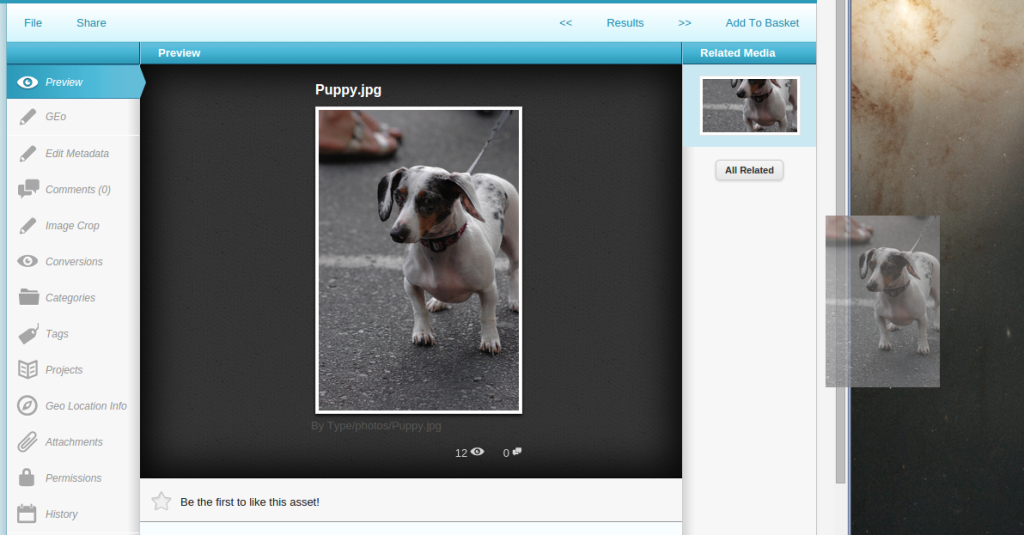 File Share << Results >> Add To Basket
Preview Related Media
Preview
GEo
Edit Metadata
Comments (0)
Image Crop
Conversions
Categories
Tags
Projects
Geo Location Info
Attachments
Permissions
History
Puppy.jpg
By Type/photos/Puppy.jpg
12 0
Be the first to like this asset!
All Related